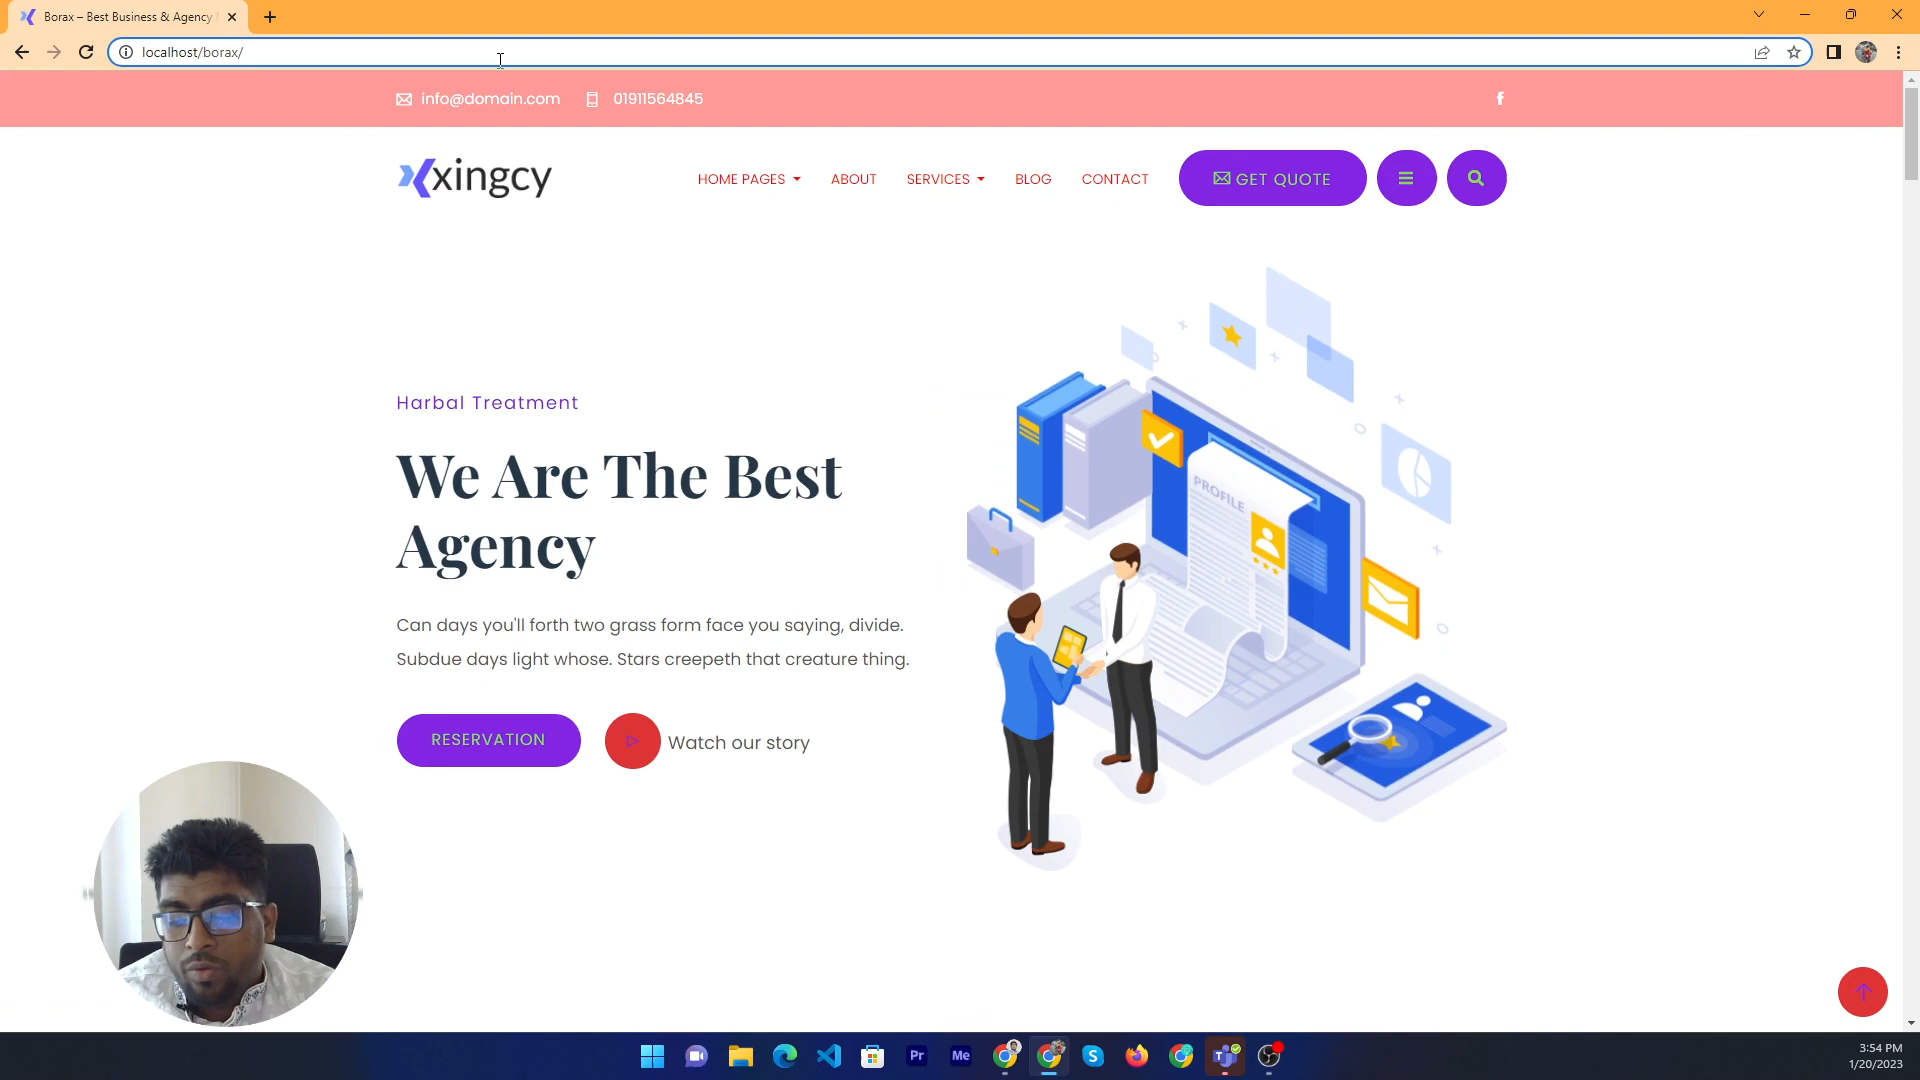 Borax – Best Business & Agency
localhost/borax/
info@domain.com 01911564845
xingcy
HOME PAGES ABOUT SERVICES BLOG CONTACT GET QUOTE
Harbal Treatment
We Are The Best
Agency
Can days you'll forth two grass form face you saying, divide.
Subdue days light whose. Stars creepeth that creature thing.
RESERVATION Watch our story
PROFILE
Pr Me
3:54 PM
1/20/2023